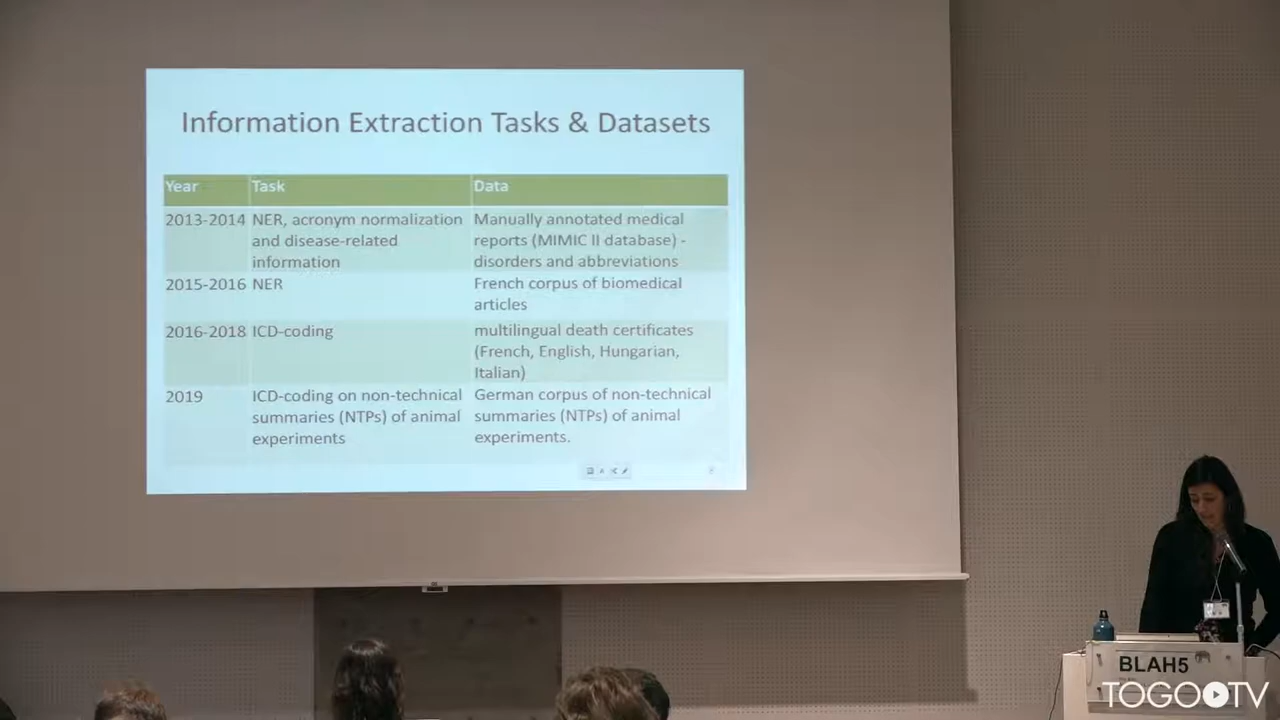 Information Extraction Tasks & Datasets
Year Task Data
2013-2014 NER, acronym normalization and disease-related information Manually annotated medical reports (MIMIC II database) - disorders and abbreviations
2015-2016 NER French corpus of biomedical articles
2016-2018 ICD-coding multilingual death certificates (French, English, Hungarian, Italian)
2019 ICD-coding on non-technical summaries (NTPs) of animal experiments German corpus of non-technical summaries (NTPs) of animal experiments.
BLAH5
TOGOTV